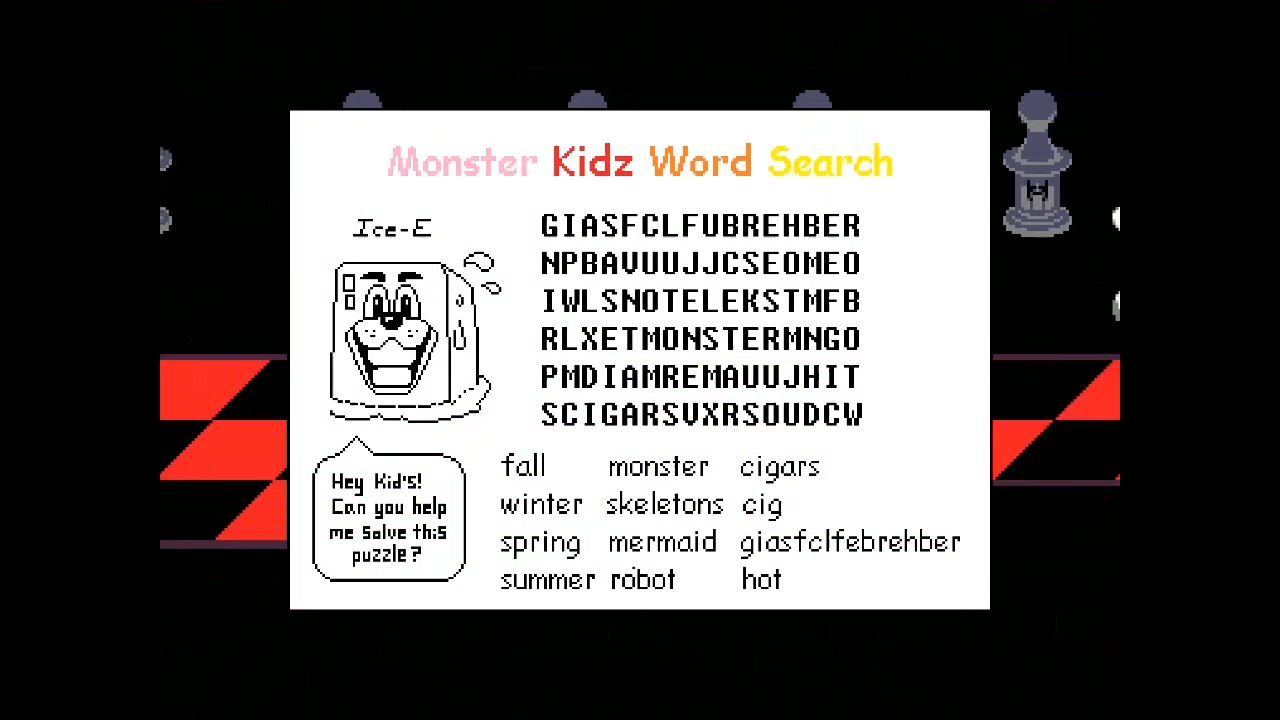 Monster Kidz Word Search
Ice-E
GIASFCLFUBREHBER
NPBAVUUJJCSEOMEO
IWLSNOTELEKSTMFB
RLXETMONSTERMNGO
PMDIAMREMAUUJHIT
SCIGARSVXRSOUDCW
Hey Kid's!
Can you help
me solve this
puzzle?
fall monster cigars
winter skeletons cig
spring mermaid giasfclfebrehber
summer robot hot